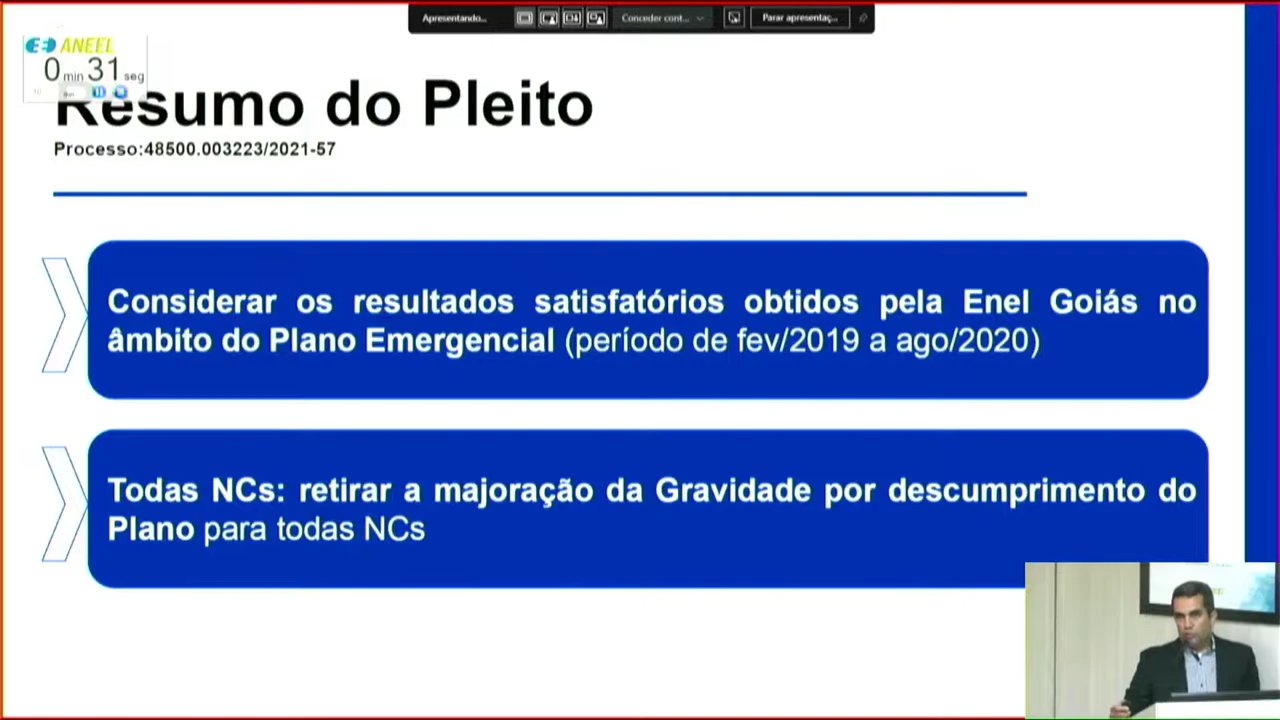 Apresentando...
Conceder cont...
Parar apresentaç...
ANEEL
0 min 31 seg
Resumo do Pleito
Processo:48500.003223/2021-57
Considerar os resultados satisfatórios obtidos pela Enel Goiás no
âmbito do Plano Emergencial (período de fev/2019 a ago/2020)
Todas NCs: retirar a majoração da Gravidade por descumprimento do
Plano para todas NCs